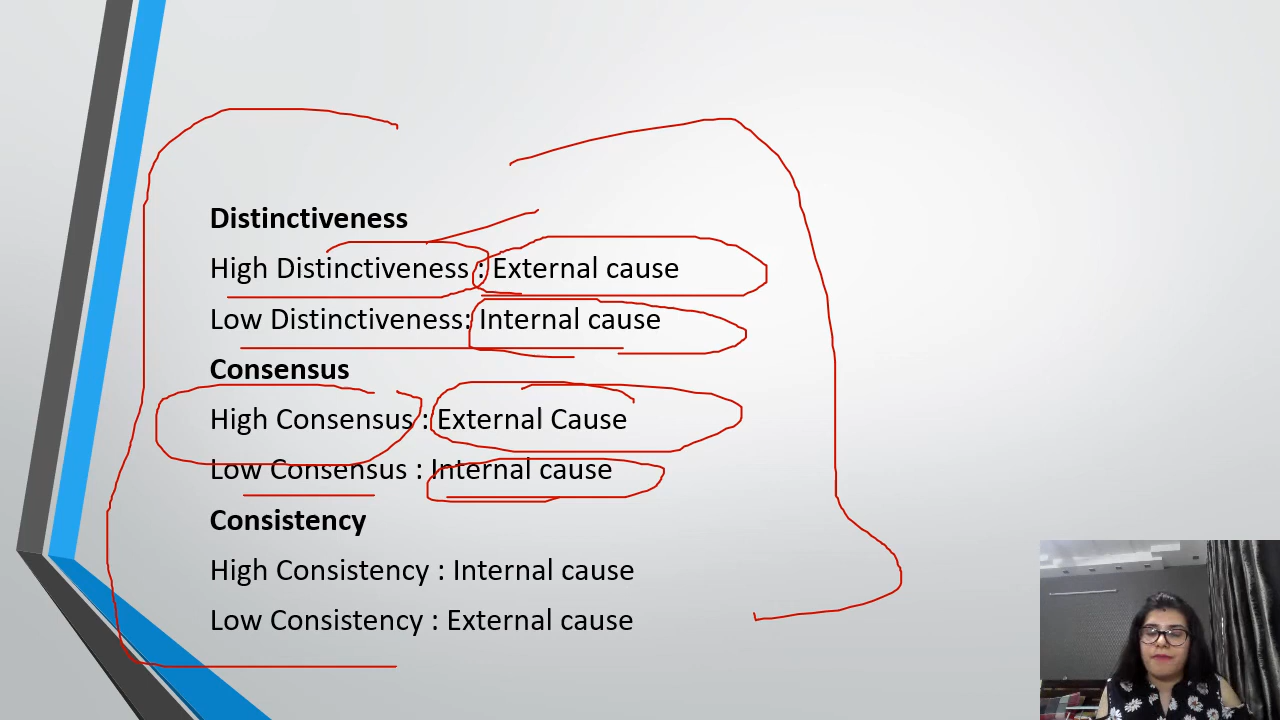 Distinctiveness
High Distinctiveness : External cause
Low Distinctiveness: Internal cause
Consensus
High Consensus : External Cause
Low Consensus : Internal cause
Consistency
High Consistency : Internal cause
Low Consistency : External cause